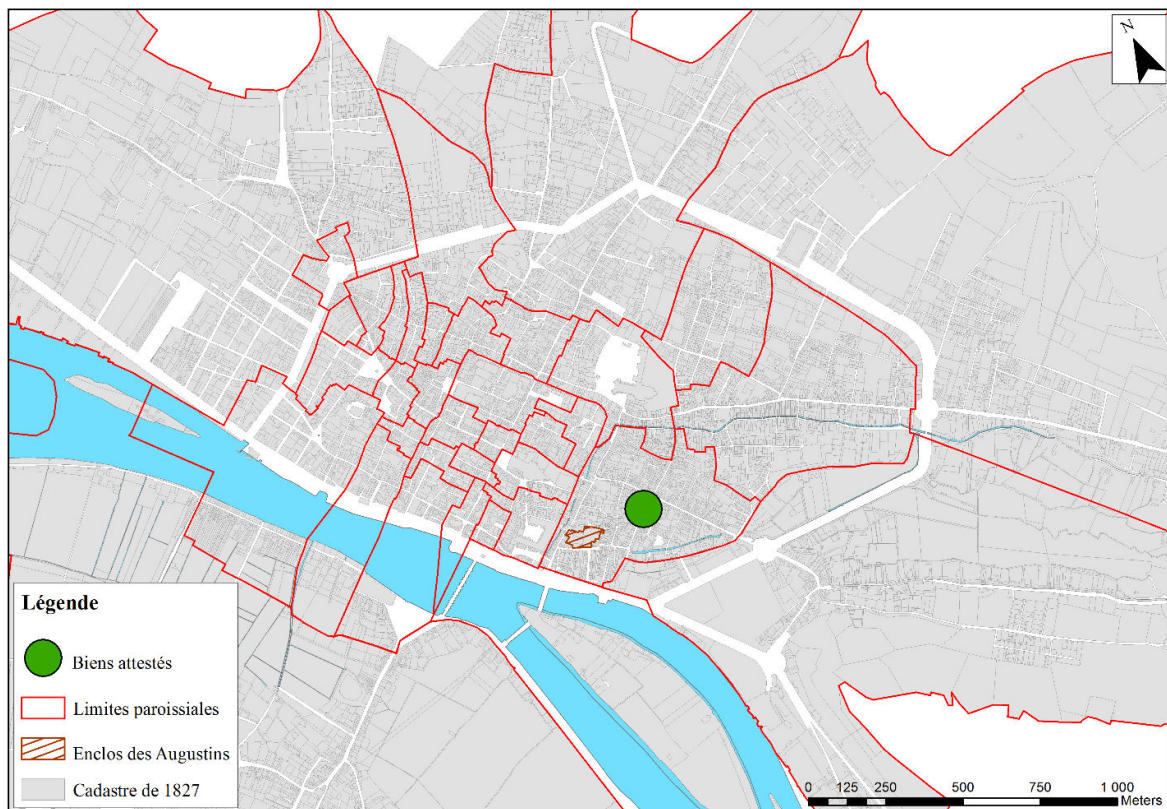 N
Légende
Biens attestés
Limites paroissiales
Enclos des Augustins
Cadastre de 1827
0 125 250 500 750 1 000
Meters